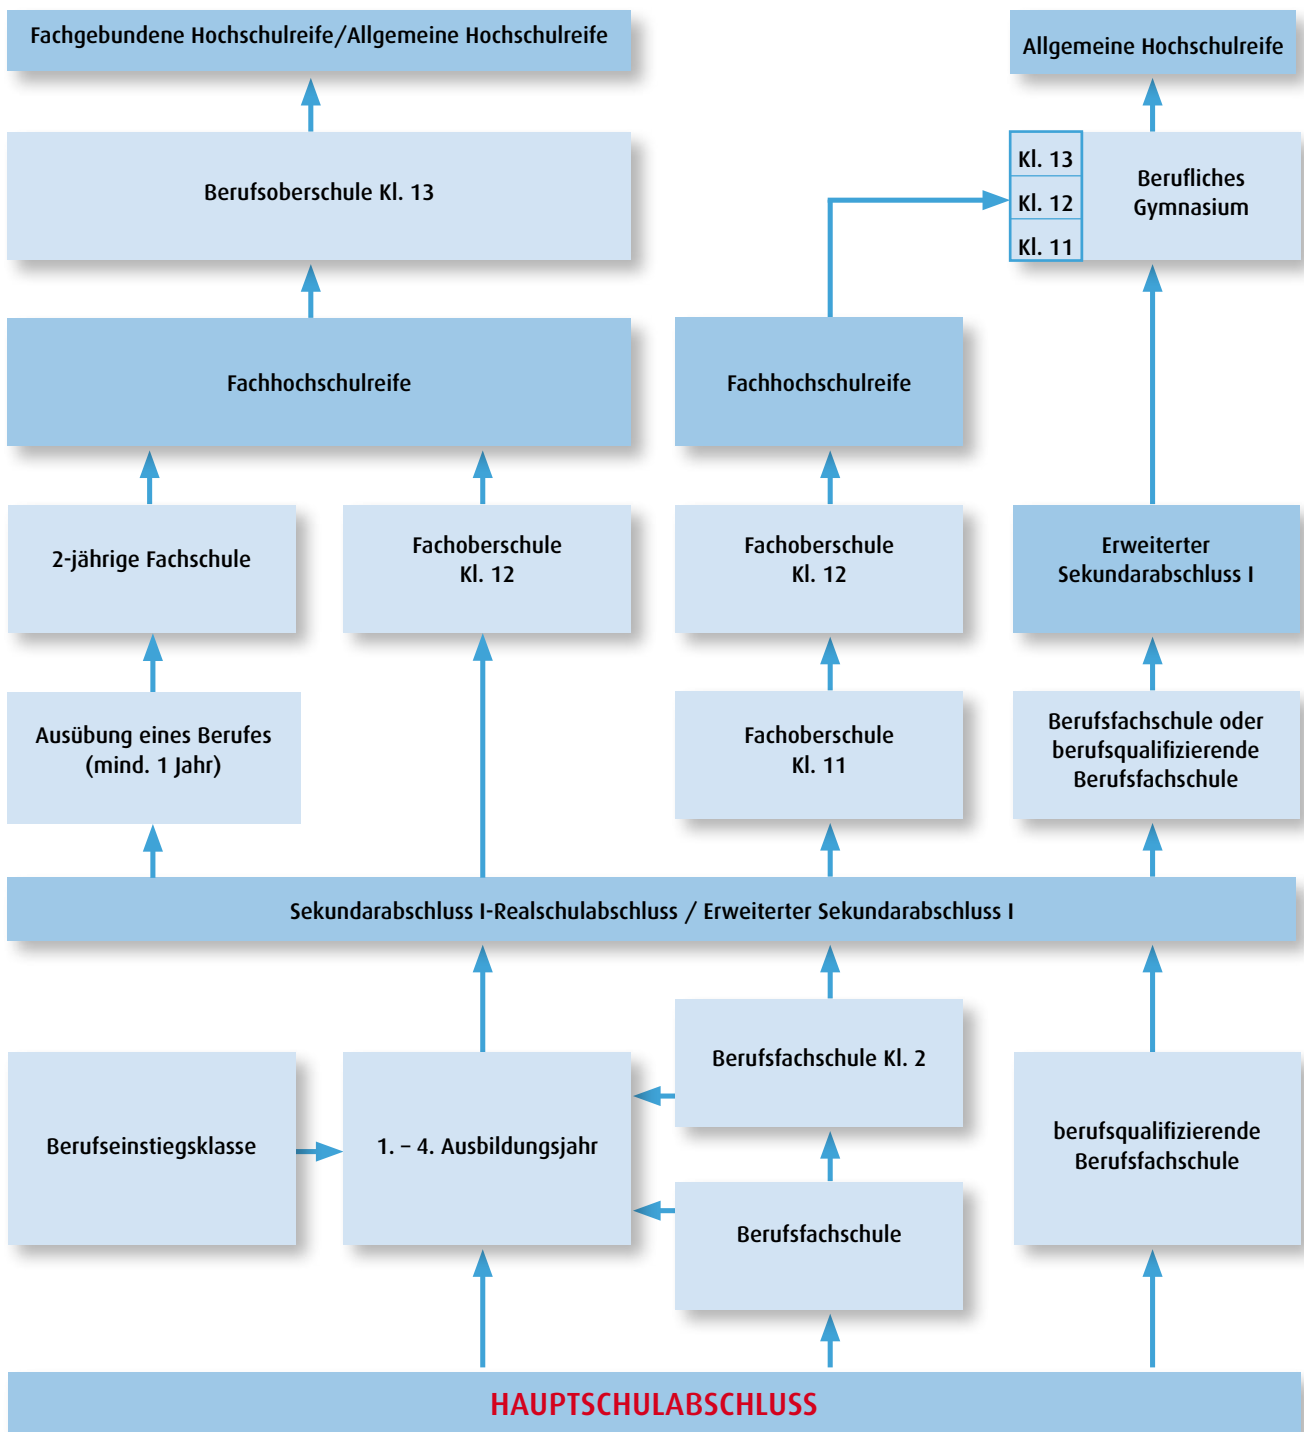 Fachgebundene Hochschulreife/Allgemeine Hochschulreife
Allgemeine Hochschulreife
Berufsoberschule Kl. 13
Kl. 13
Kl. 12
Kl. 11
Berufliches
Gymnasium
Fachhochschulreife
Fachhochschulreife
2-jährige Fachschule
Fachoberschule
Kl. 12
Fachoberschule
Kl. 12
Erweiterter
Sekundarabschluss I
Ausübung eines Berufes
(mind. 1 Jahr)
Fachoberschule
Kl. 11
Berufsfachschule oder
berufsqualifizierende
Berufsfachschule
Sekundarabschluss I-Realschulabschluss / Erweiterter Sekundarabschluss I
Berufseinstiegsklasse
1. – 4. Ausbildungsjahr
Berufsfachschule Kl. 2
Berufsfachschule
berufsqualifizierende
Berufsfachschule
HAUPTSCHULABSCHLUSS